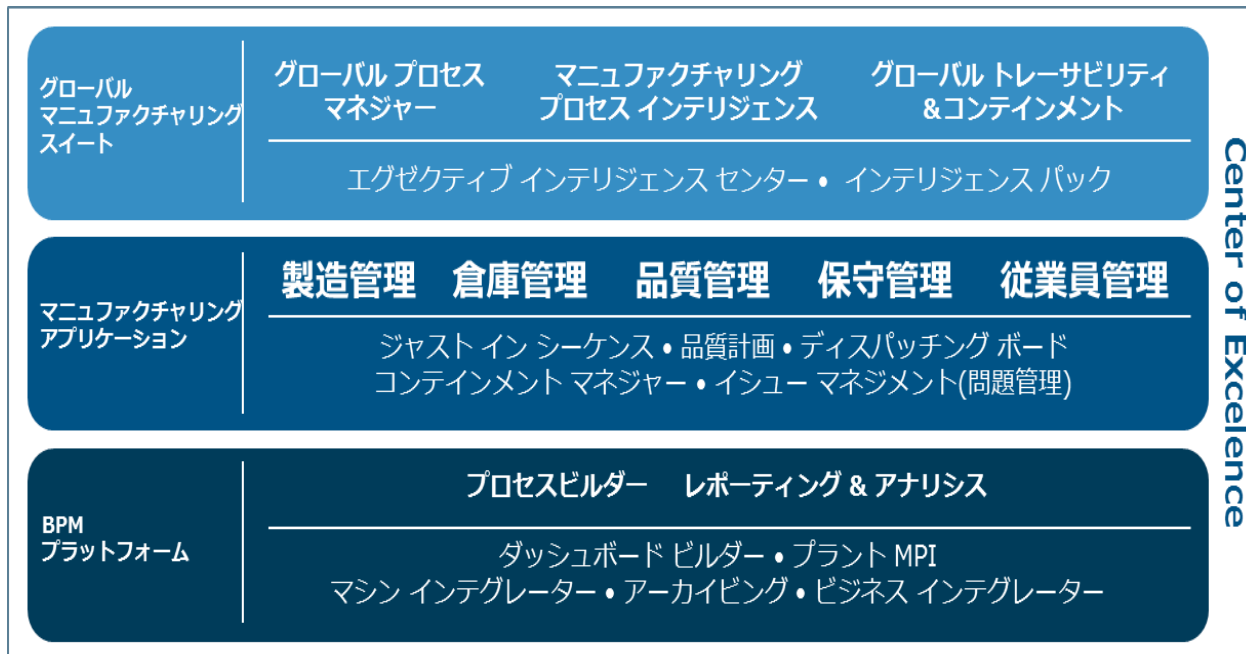 グローバル
マニュファクチャリング
スイート
グローバル プロセス
マネジャー
マニュファクチャリング
プロセス インテリジェンス
グローバル トレーサビリティ
&コンテインメント
エグゼクティブ インテリジェンス センター • インテリジェンス パック
マニュファクチャリング
アプリケーション
製造管理 倉庫管理 品質管理 保守管理 従業員管理
ジャスト イン シーケンス • 品質計画 • ディスパッチング ボード
コンテインメント マネジャー • イシュー マネジメント(問題管理)
BPM
プラットフォーム
プロセスビルダー レポーティング & アナリシス
ダッシュボード ビルダー • プラント MPI
マシン インテグレーター • アーカイビング • ビジネス インテグレーター
Center of Excelence